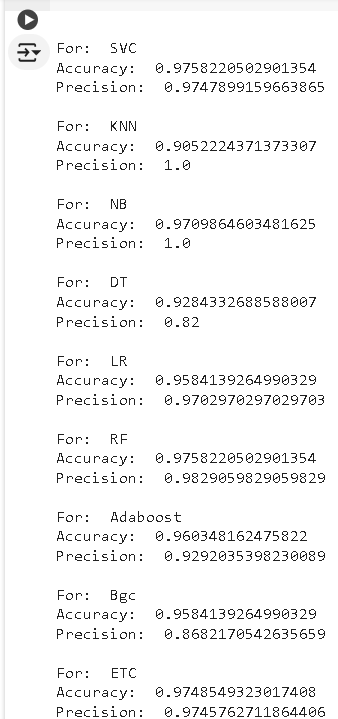 For:  SVC
Accuracy:  0.9758220502901354
Precision:  0.9747899159663865
For:  KNN
Accuracy:  0.9052224371373307
Precision:  1.0
For:  NB
Accuracy:  0.9709864603481625
Precision:  1.0
For:  DT
Accuracy:  0.9284332688588007
Precision:  0.82
For:  LR
Accuracy:  0.9584139264990329
Precision:  0.9702970297029703
For:  RF
Accuracy:  0.9758220502901354
Precision:  0.9829059829059829
For:  Adaboost
Accuracy:  0.960348162475822
Precision:  0.9292035398230089
For:  Bgc
Accuracy:  0.9584139264990329
Precision:  0.8682170542635659
For:  ETC
Accuracy:  0.9748549323017408
Precision:  0.9745762711864406